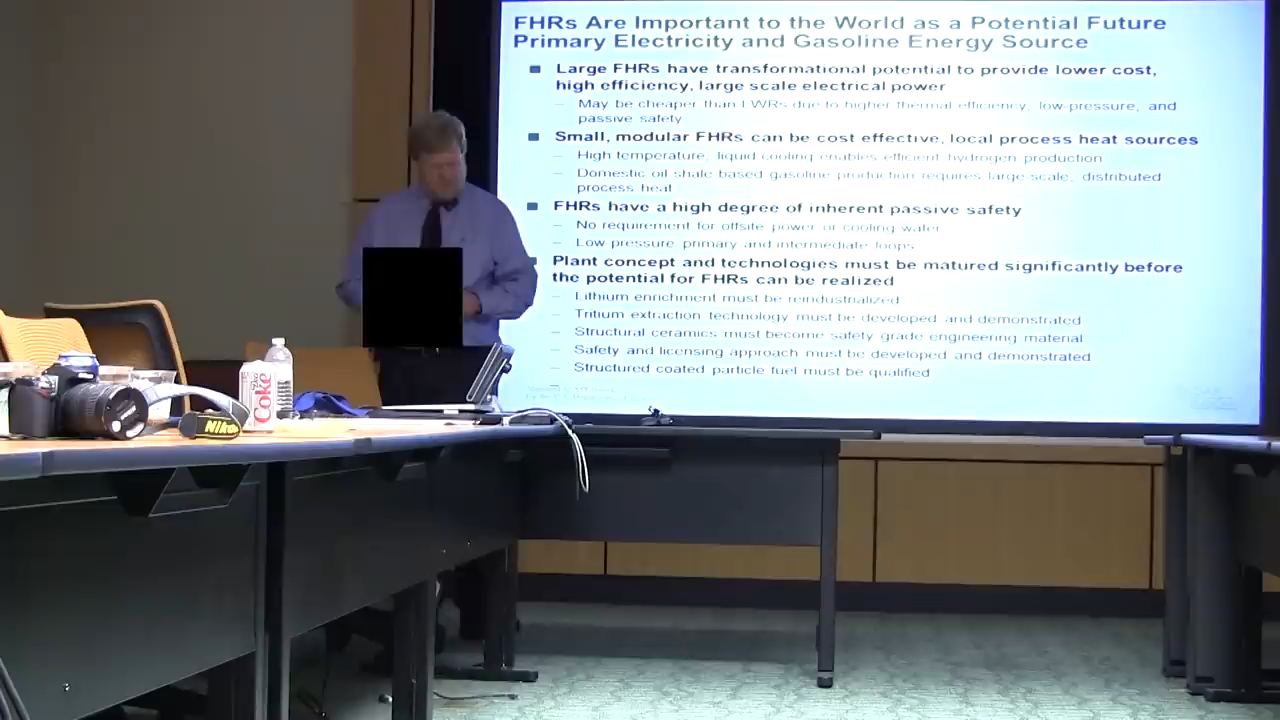 FHRs Are Important to the World as a Potential Future
Primary Electricity and Gasoline Energy Source
Large FHRs have transformational potential to provide lower cost,
high efficiency, large scale electrical power
– May be cheaper than LWRs due to higher thermal efficiency, low-pressure, and
passive safety
Small, modular FHRs can be cost effective, local process heat sources
– High temperature, liquid cooling enables efficient hydrogen production
– Domestic oil shale based gasoline production requires large scale, distributed
process heat
FHRs have a high degree of inherent passive safety
– No requirement for offsite power or cooling water
– Low pressure primary and intermediate loops
Plant concept and technologies must be matured significantly before
the potential for FHRs can be realized
– Lithium enrichment must be reindustrialized
– Tritium extraction technology must be developed and demonstrated
– Structural ceramics must become safety grade engineering material
– Safety and licensing approach must be developed and demonstrated
– Structured coated particle fuel must be qualified
Diet
Coke
Nikon